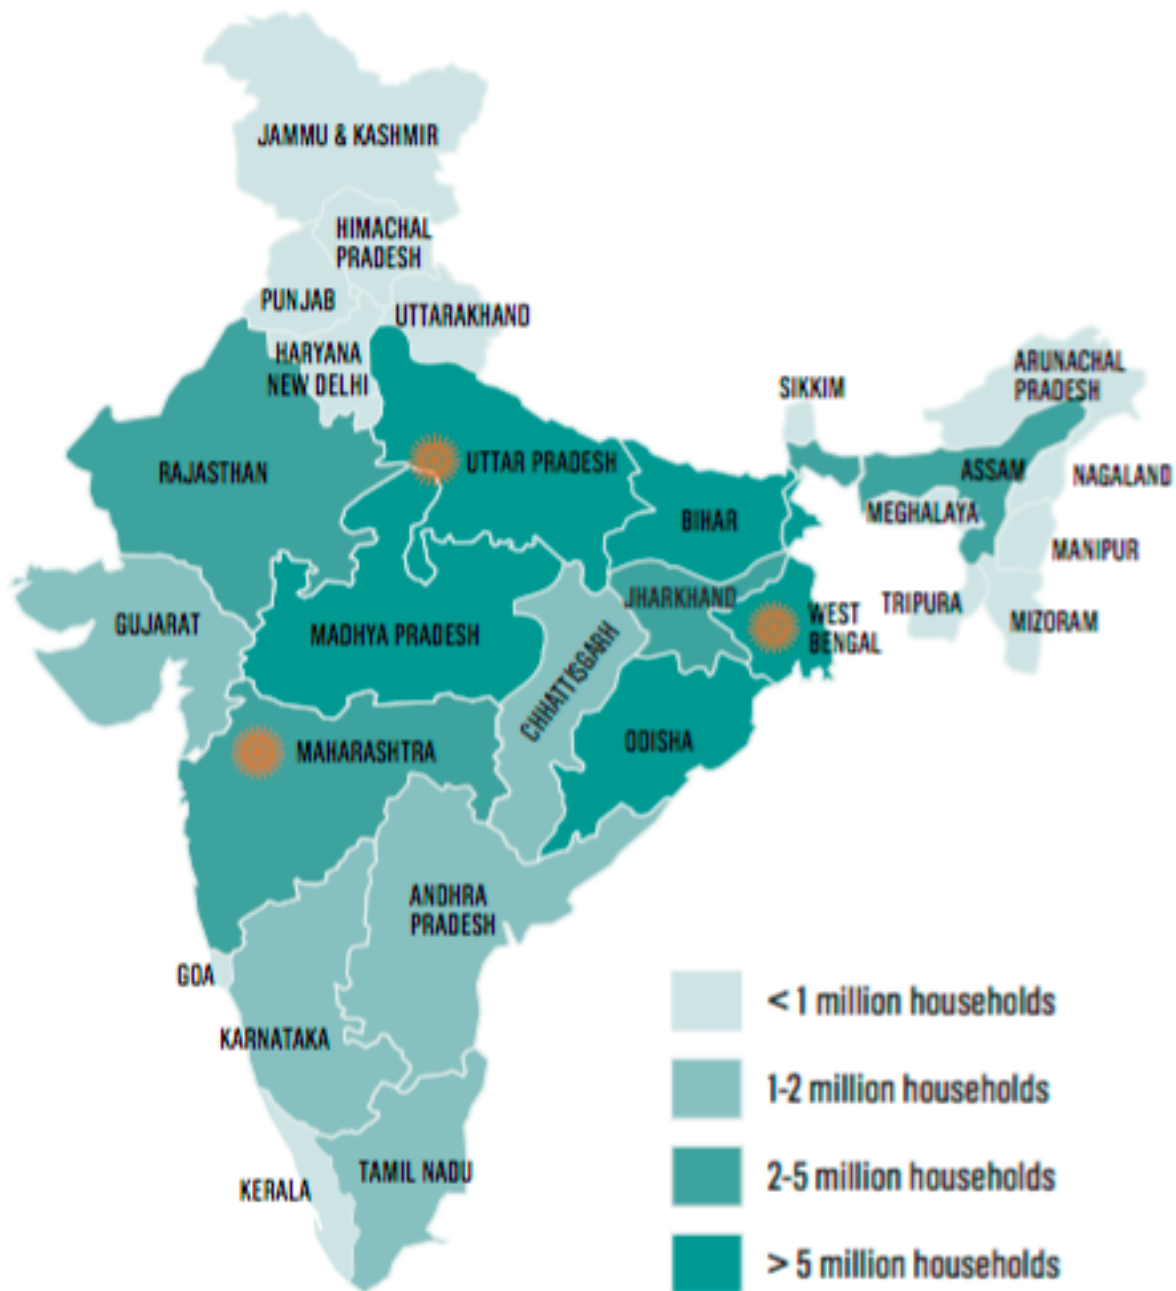 JAMMU & KASHMIR
HIMACHAL
PRADESH
PUNJAB
UTTARAKHAND
HARYANA
NEW DELHI
ARUNACHAL
PRADESH
SIKKIM
RAJASTHAN
UTTAR PRADESH
ASSAM
NAGALAND
BIHAR
MEGHALAYA
MANIPUR
GUJARAT
MADHYA PRADESH
JHARKHAND
WEST
BENGAL
TRIPURA
MIZORAM
CHHATTISGARH
MAHARASHTRA
ODISHA
ANDHRA
PRADESH
GOA
KARNATAKA
KERALA
TAMIL NADU
< 1 million households
1-2 million households
2-5 million households
> 5 million households